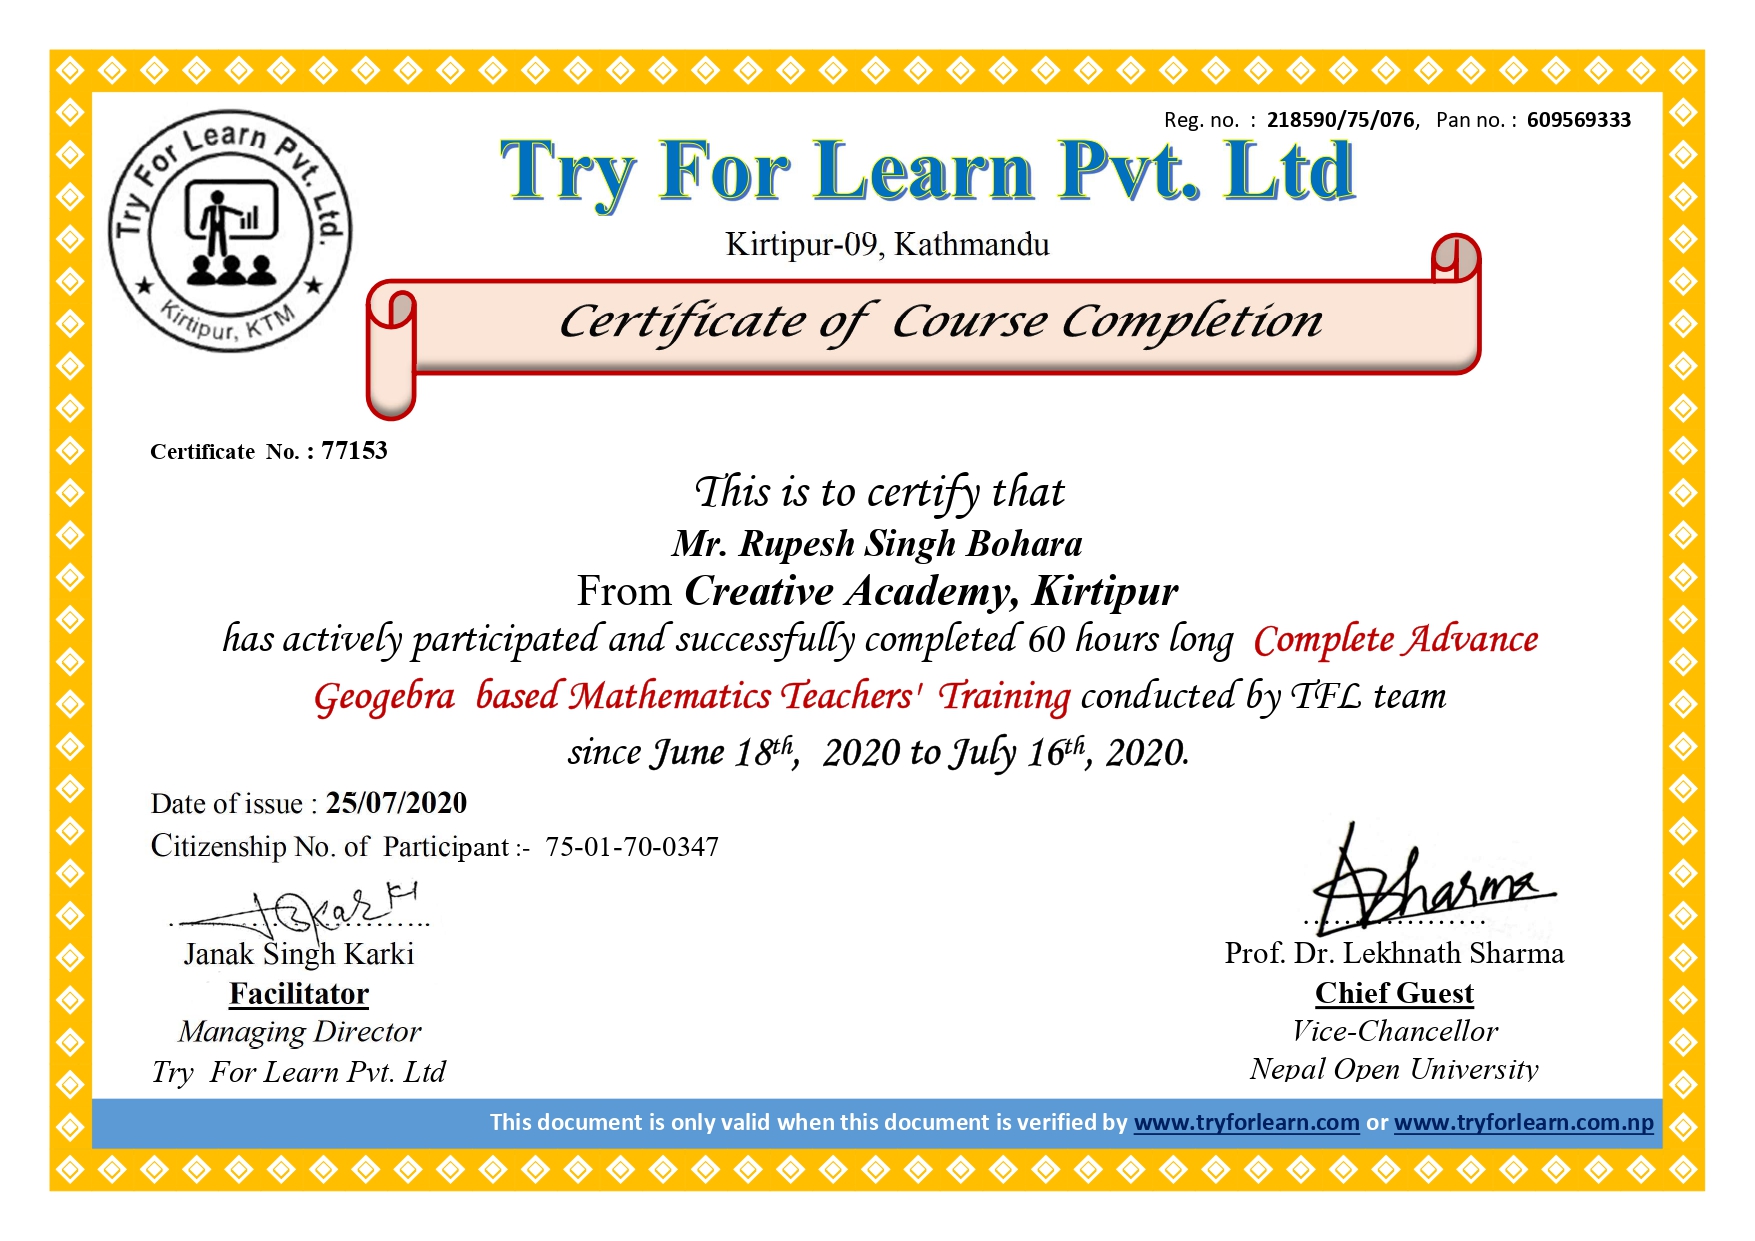 Reg. no. : 218590/75/076, Pan no. : 609569333
Try For Learn Pvt. Ltd.
Kirtipur, KTM
Try For Learn Pvt. Ltd
Kirtipur-09, Kathmandu
Certificate of Course Completion
Certificate No. : 77153
This is to certify that
Mr. Rupesh Singh Bohara
From Creative Academy, Kirtipur
has actively participated and successfully completed 60 hours long Complete Advance
Geogebra based Mathematics Teachers' Training conducted by TFL team
since June 18th, 2020 to July 16th, 2020.
Date of issue : 25/07/2020
Citizenship No. of Participant :- 75-01-70-0347
Janak Singh Karki
Facilitator
Managing Director
Try For Learn Pvt. Ltd
Sharma
Prof. Dr. Lekhnath Sharma
Chief Guest
Vice-Chancellor
Nepal Open University
This document is only valid when this document is verified by www.tryforlearn.com or www.tryforlearn.com.np